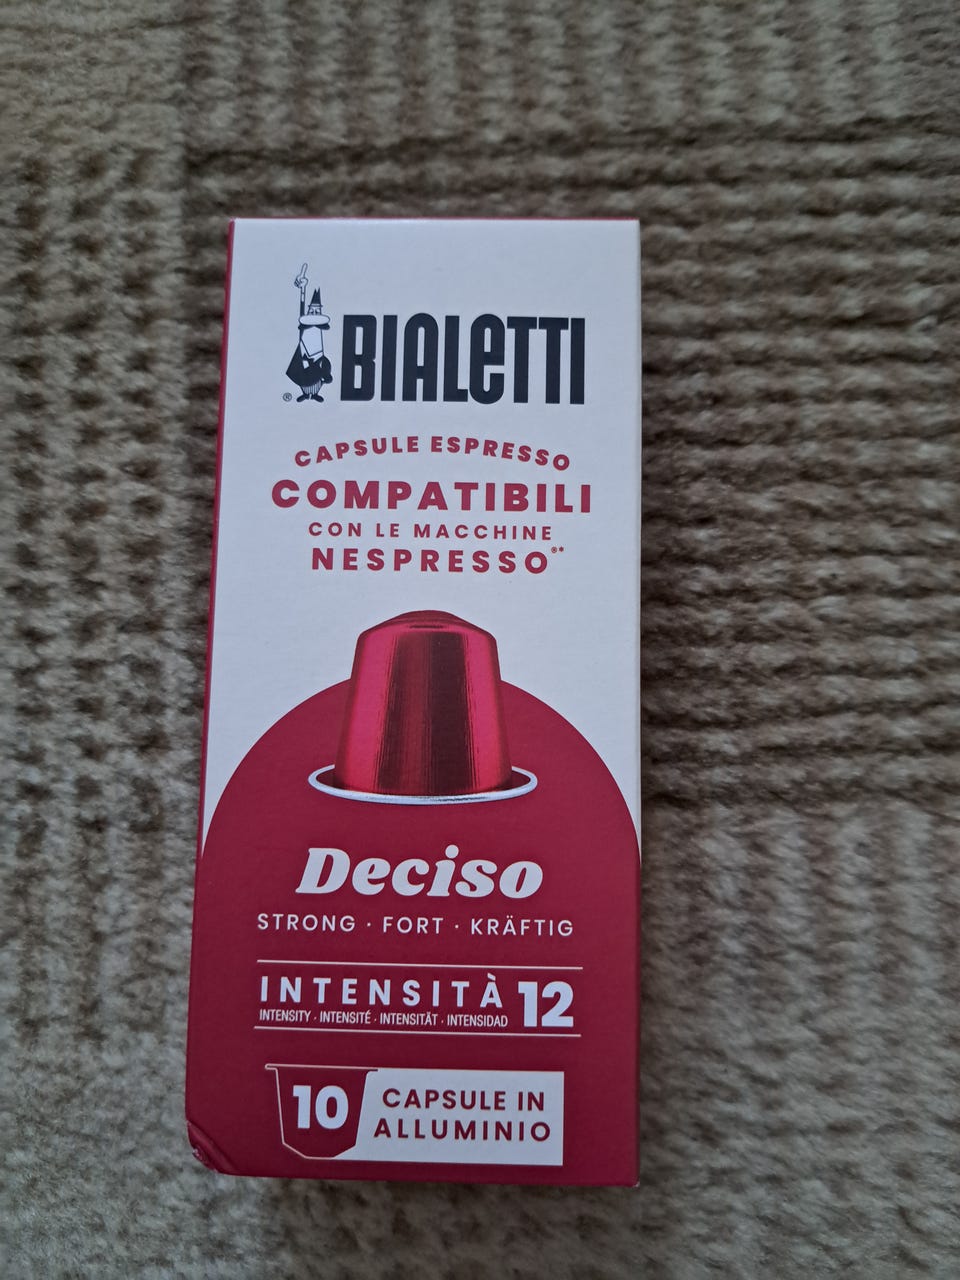 BIALETTI
®
CAPSULE ESPRESSO
COMPATIBILI
CON LE MACCHINE
NESPRESSO®*
Deciso
STRONG · FORT · KRÄFTIG
INTENSITÀ 12
INTENSITY · INTENSITÉ · INTENSITÄT · INTENSIDAD
10 CAPSULE IN
ALLUMINIO